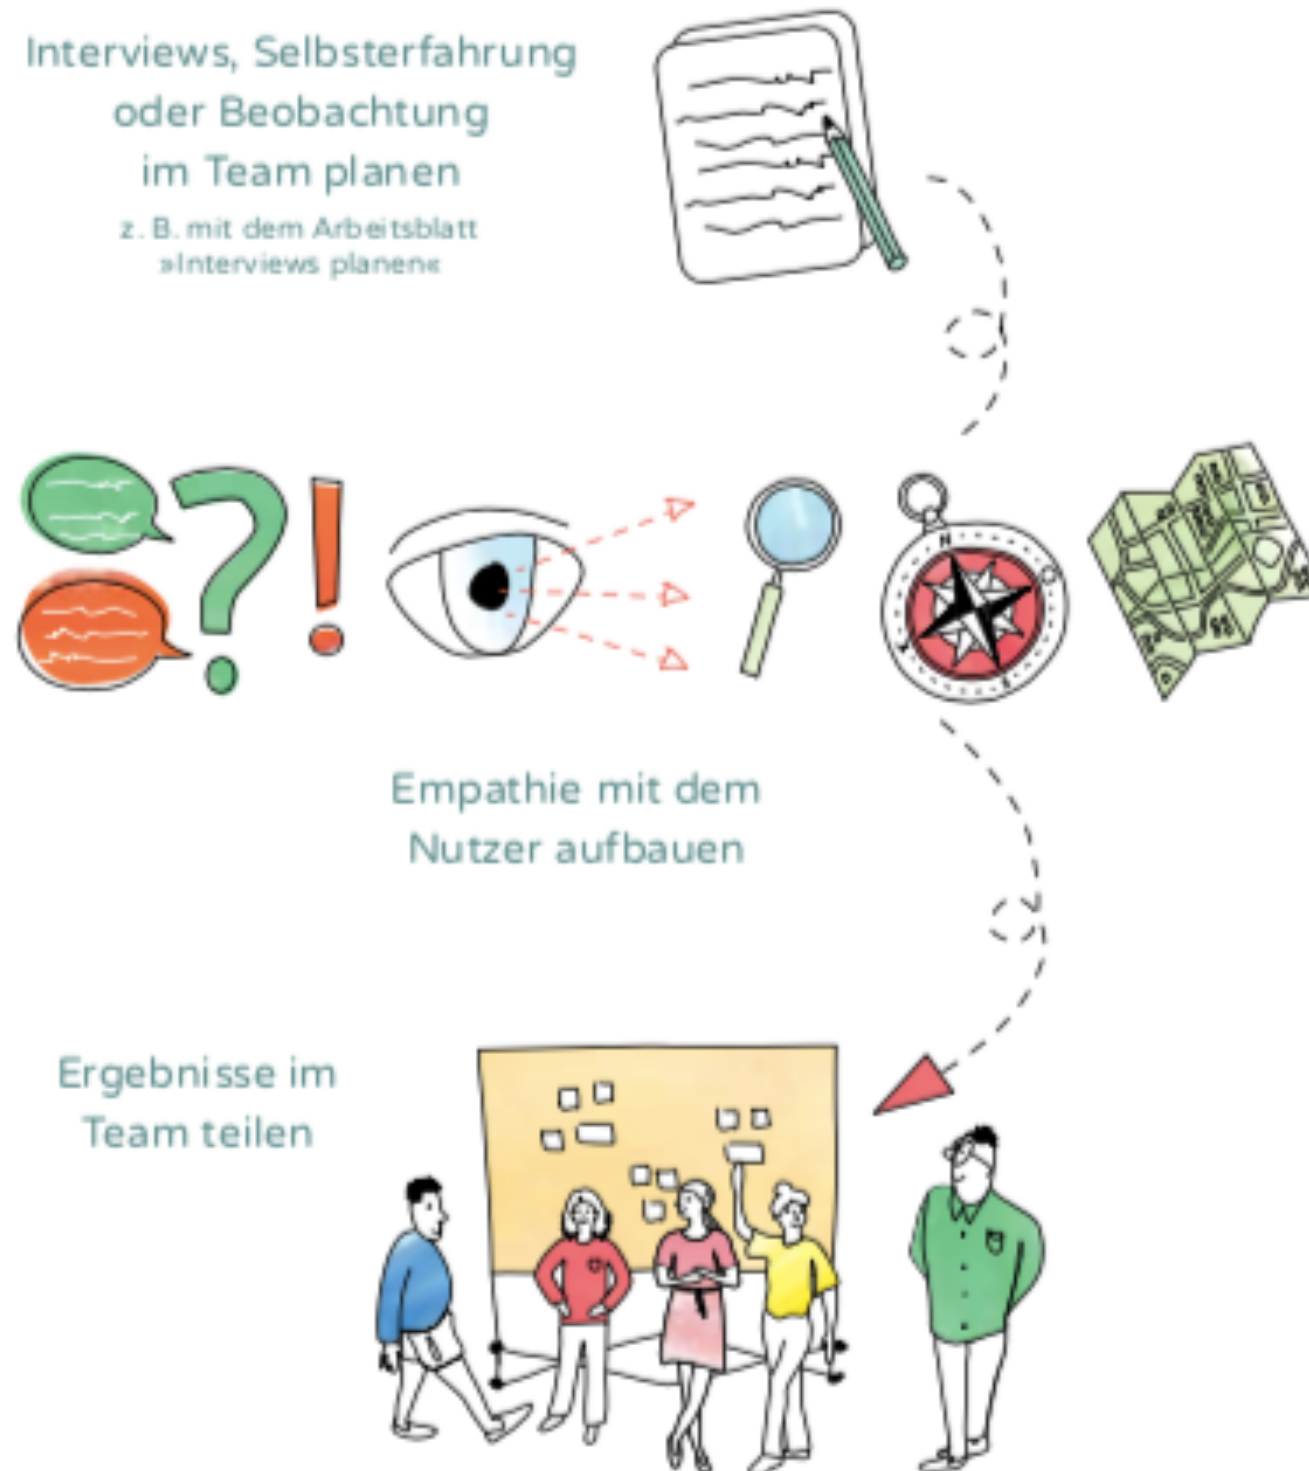 Interviews, Selbsterfahrung
oder Beobachtung
im Team planen
z. B. mit dem Arbeitsblatt
»Interviews planen«
N
O
S
Empathie mit dem
Nutzer aufbauen
Ergebnisse im
Team teilen